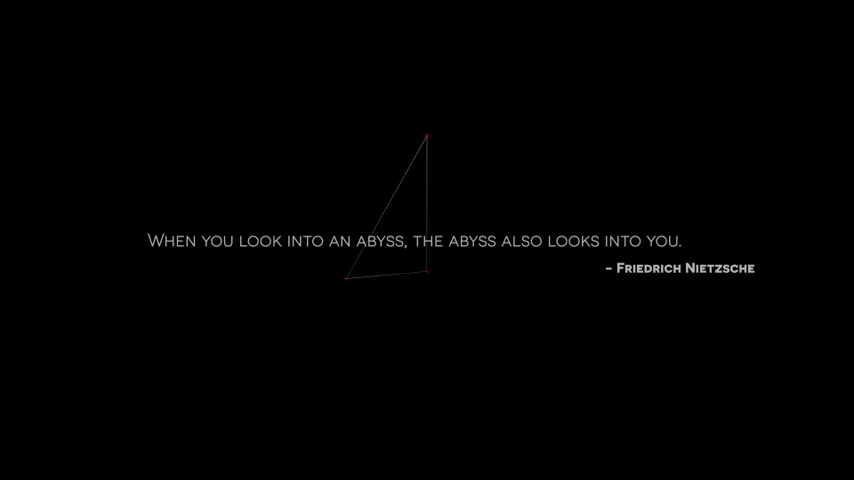 When you look into an abyss, the abyss also looks into you.
– Friedrich Nietzsche